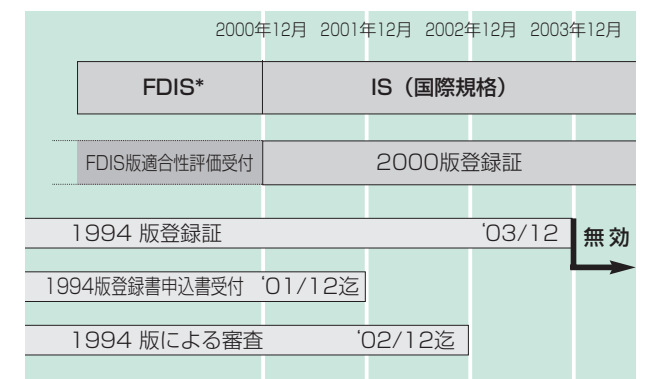 2000年12月 2001年12月 2002年12月 2003年12月
FDIS* IS（国際規格）
FDIS版適合性評価受付 2000版登録証
1994 版登録証 '03/12 無効
1994版登録書申込書受付 '01/12迄
1994 版による審査 '02/12迄